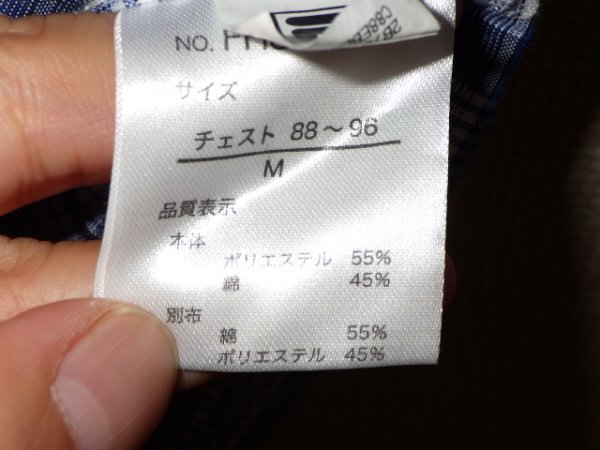 NO.
サイズ
チェスト 88～96
M
品質表示
本体
ポリエステル 55%
綿 45%
別布
綿 55%
ポリエステル 45%